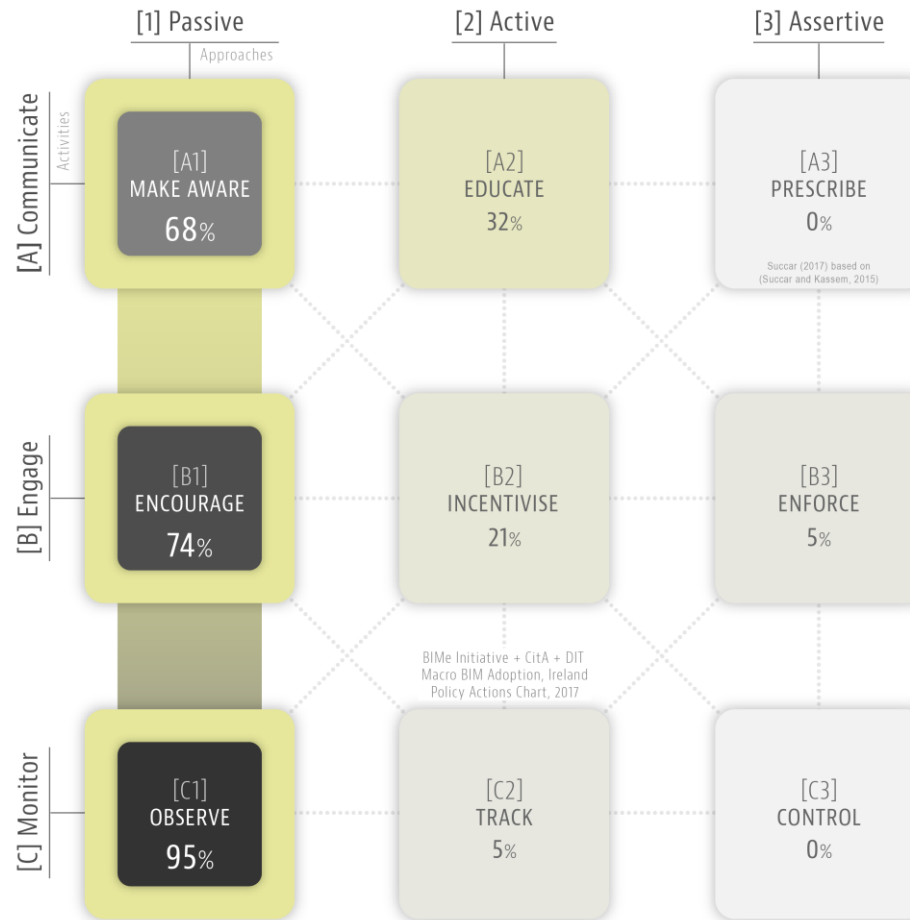 [1] Passive
[2] Active
[3] Assertive
Approaches
Activities
[A] Communicate
[A1]
MAKE AWARE
68%
[A2]
EDUCATE
32%
[A3]
PRESCRIBE
0%
Succar (2017) based on
(Succar and Kassem, 2015)
[B] Engage
[B1]
ENCOURAGE
74%
[B2]
INCENTIVISE
21%
[B3]
ENFORCE
5%
BIMe Initiative + CitA + DIT
Macro BIM Adoption, Ireland
Policy Actions Chart, 2017
[C] Monitor
[C1]
OBSERVE
95%
[C2]
TRACK
5%
[C3]
CONTROL
0%